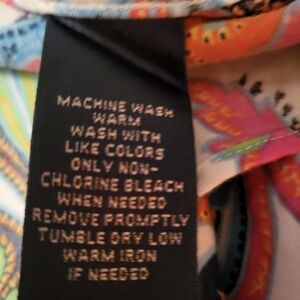 MACHINE WASH
WARM
WASH WITH
LIKE COLORS
ONLY NON-
CHLORINE BLEACH
WHEN NEEDED
REMOVE PROMPTLY
TUMBLE DRY LOW
WARM IRON
IF NEEDED